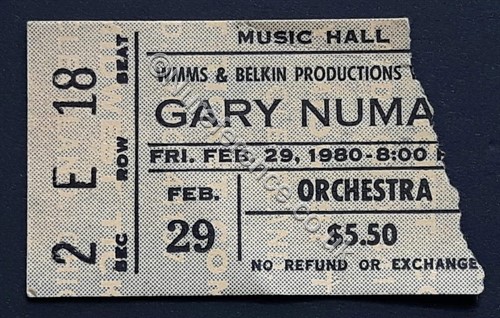 MUSIC HALL
WMMS & BELKIN PRODUCTIONS
GARY NUMA
FRI. FEB. 29, 1980-8:00
FEB.
29
ORCHESTRA
$5.50
NO REFUND OR EXCHANGE
18 SEAT
E ROW
2 SEC